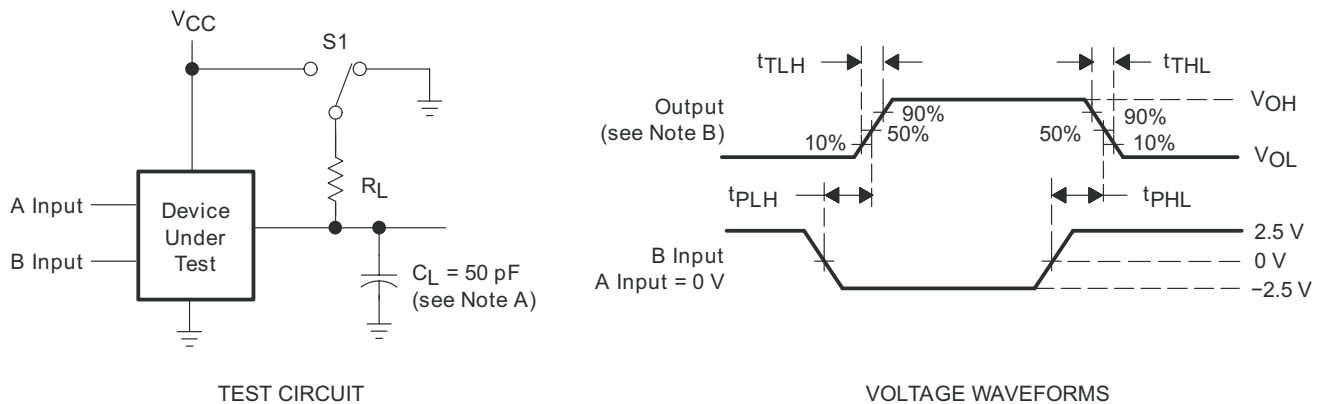 VCC
S1
RL
A Input
B Input
Device
Under
Test
CL = 50 pF
(see Note A)
TEST CIRCUIT
tTLH
tTHL
Output
(see Note B)
90%
50%
10%
50%
90%
10%
VOH
VOL
tPLH
tPHL
B Input
A Input = 0 V
2.5 V
0 V
−2.5 V
VOLTAGE WAVEFORMS